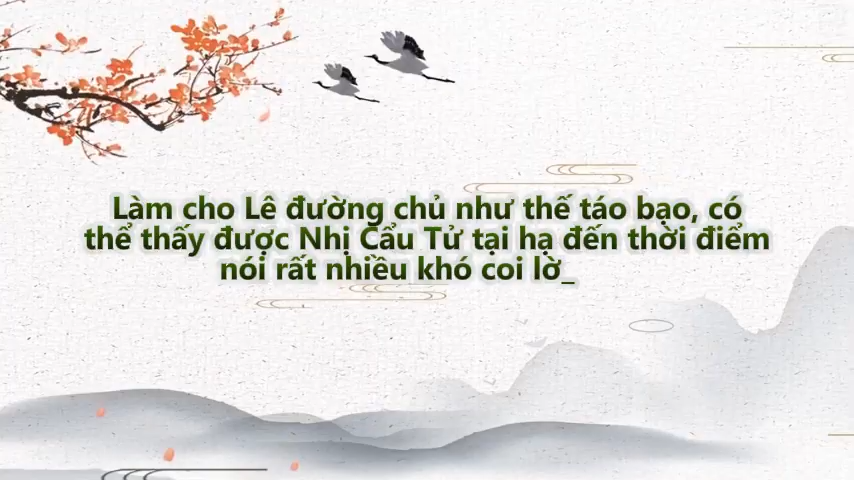 Làm cho Lê đường chủ như thế táo bạo, có
thể thấy được Nhị Cẩu Tử tại hạ đến thời điểm
nói rất nhiều khó coi lờ_